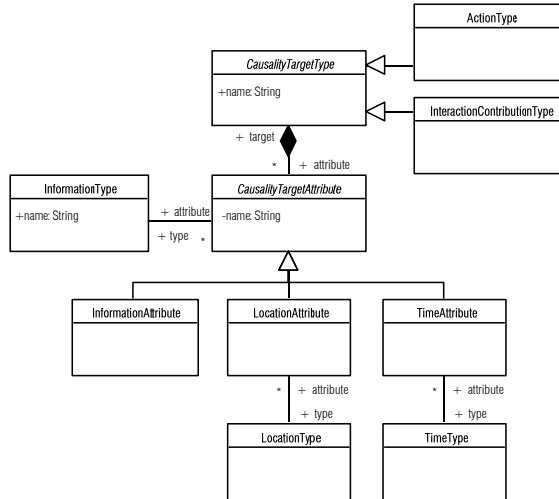 ActionType
CausalityTargetType
+name: String
InteractionContributionType
+ target
* + attribute
InformationType
CausalityTargetAttribute
+name: String
+ attribute
-name: String
+ type *
InformationAttribute
LocationAttribute
TimeAttribute
* + attribute
* + attribute
+ type
+ type
LocationType
TimeType